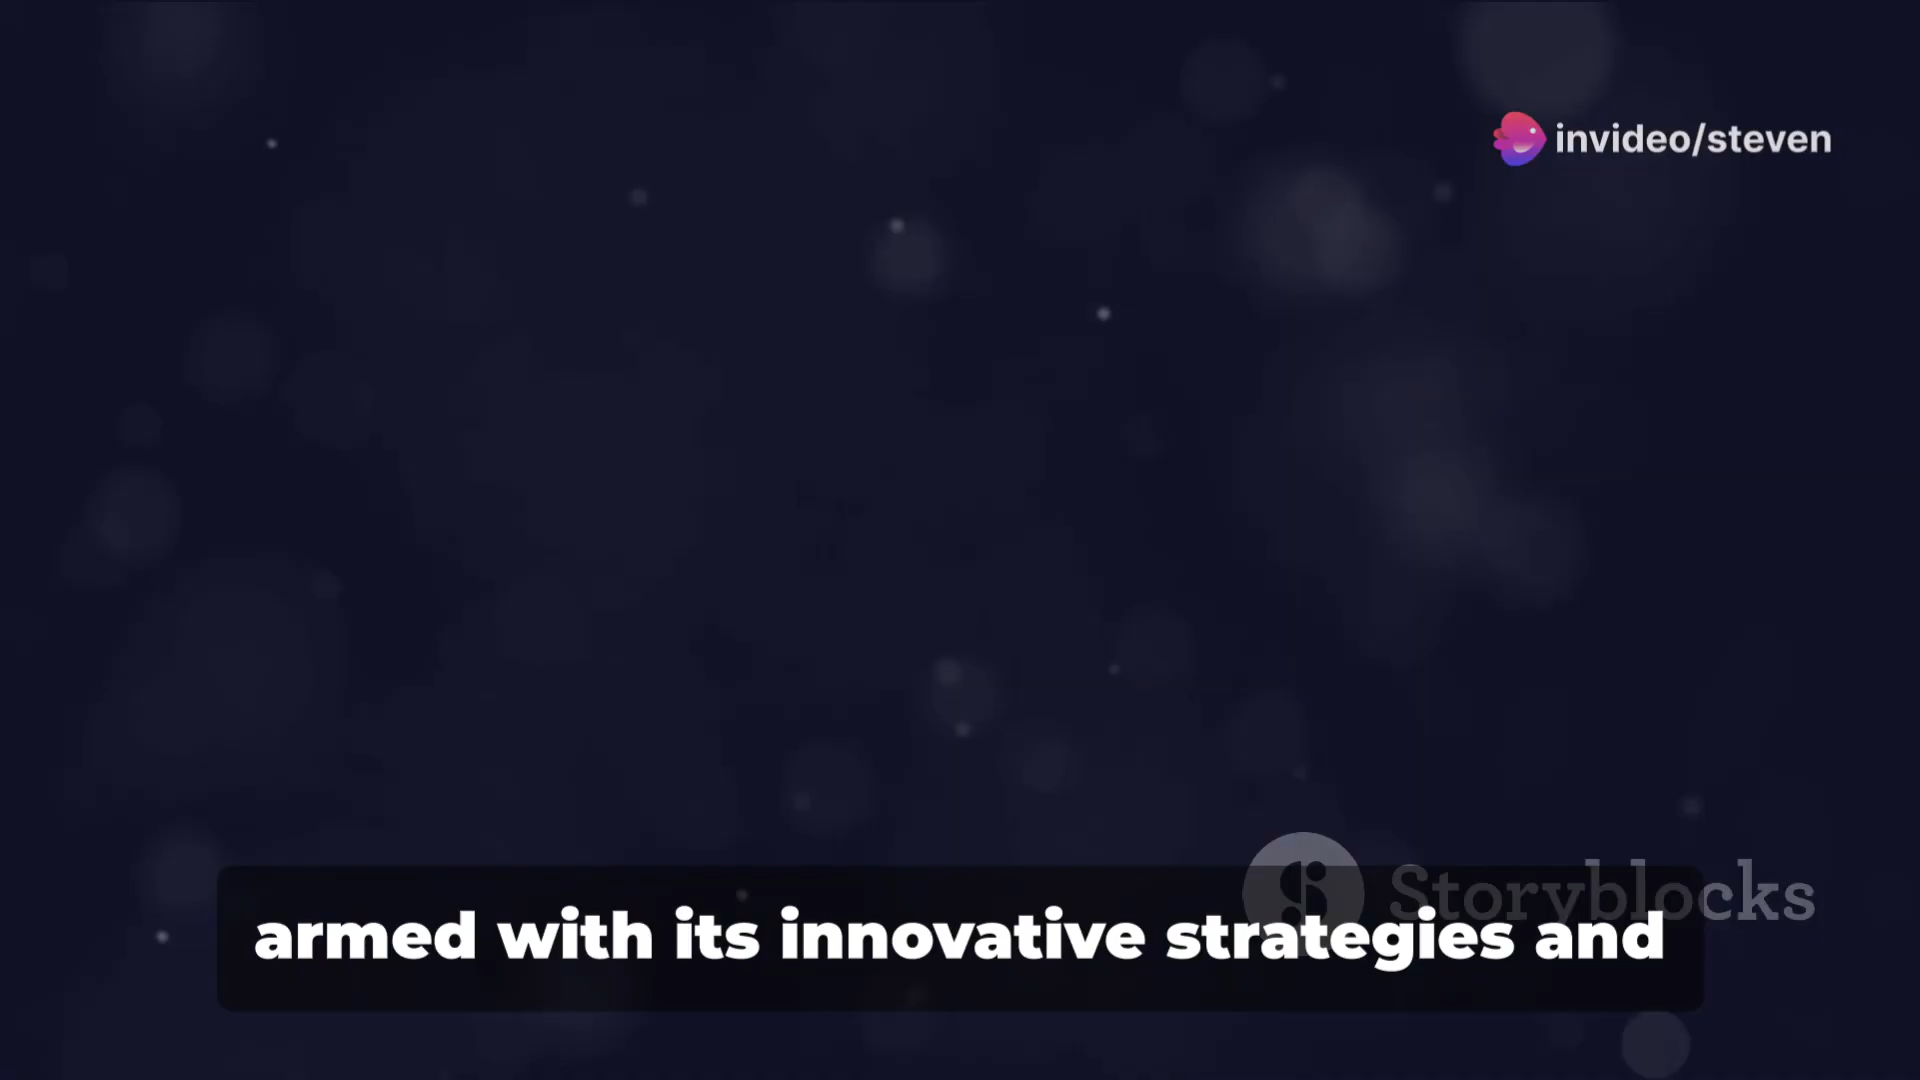 invideo/steven
Storyblocks
armed with its innovative strategies and